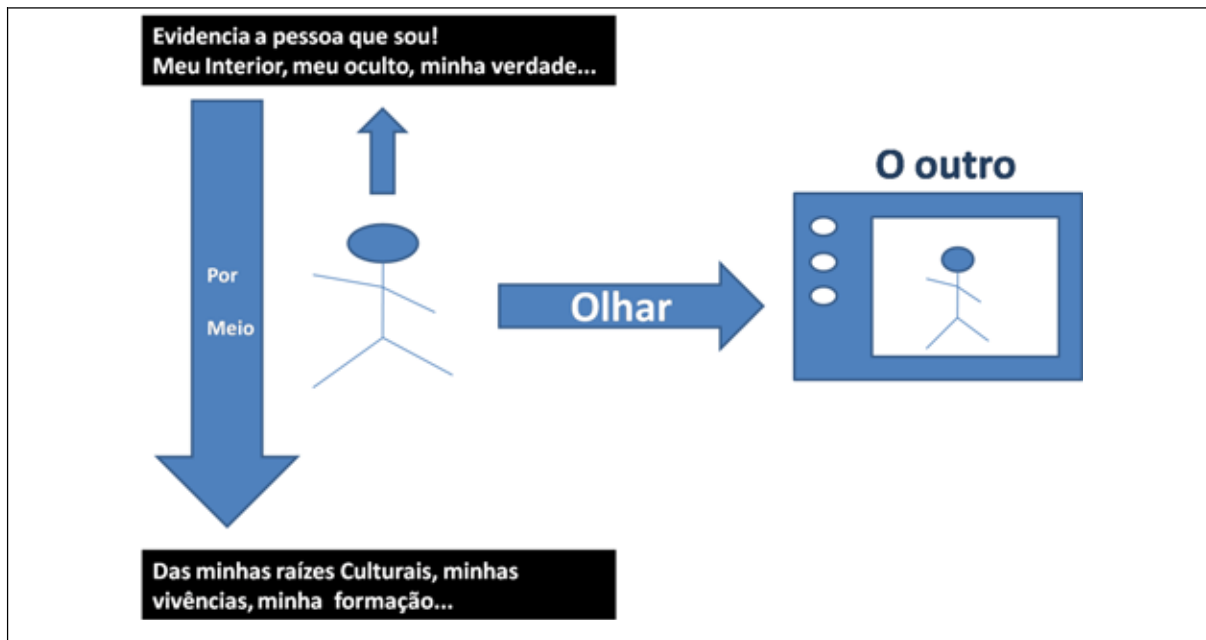 Evidencia a pessoa que sou!
Meu Interior, meu oculto, minha verdade...
O outro
Por
Meio
Olhar
Das minhas raízes Culturais, minhas
vivências, minha formação...